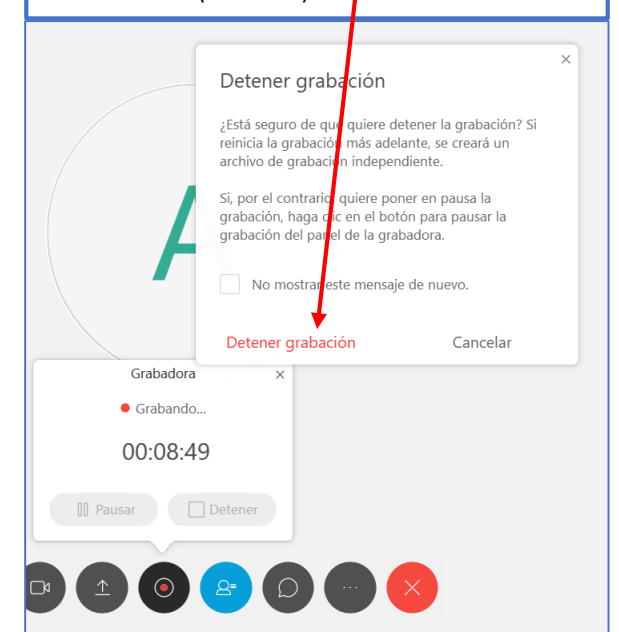 Detener grabación
¿Está seguro de que quiere detener la grabación? Si
reinicia la grabación más adelante, se creará un
archivo de grabación independiente.
Si, por el contrario, quiere poner en pausa la
grabación, haga clic en el botón para pausar la
grabación del panel de la grabadora.
No mostrar este mensaje de nuevo.
Detener grabación
Cancelar
A
Grabadora
Grabando...
00:08:49
Pausar
Detener